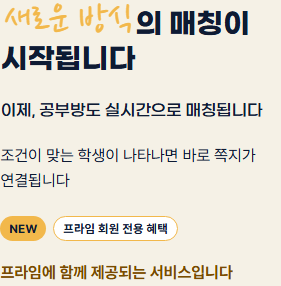 새로운 방식의 매칭이
시작됩니다
이제, 공부방도 실시간으로 매칭됩니다
조건이 맞는 학생이 나타나면 바로 쪽지가
연결됩니다
NEW 프라임 회원 전용 혜택
프라임에 함께 제공되는 서비스입니다